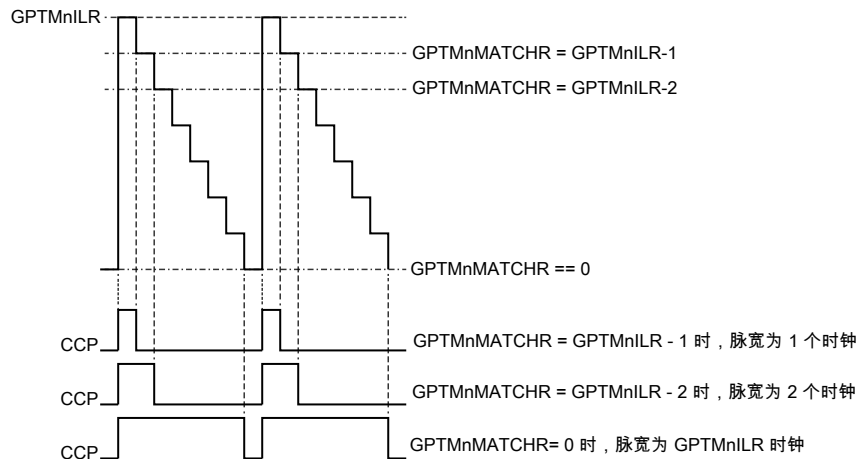 GPTMnILR
GPTMnMATCHR = GPTMnILR-1
GPTMnMATCHR = GPTMnILR-2
GPTMnMATCHR == 0
CCP
GPTMnMATCHR = GPTMnILR - 1 时，脉宽为 1 个时钟
CCP
GPTMnMATCHR = GPTMnILR - 2 时，脉宽为 2 个时钟
CCP
GPTMnMATCHR= 0 时，脉宽为 GPTMnILR 时钟